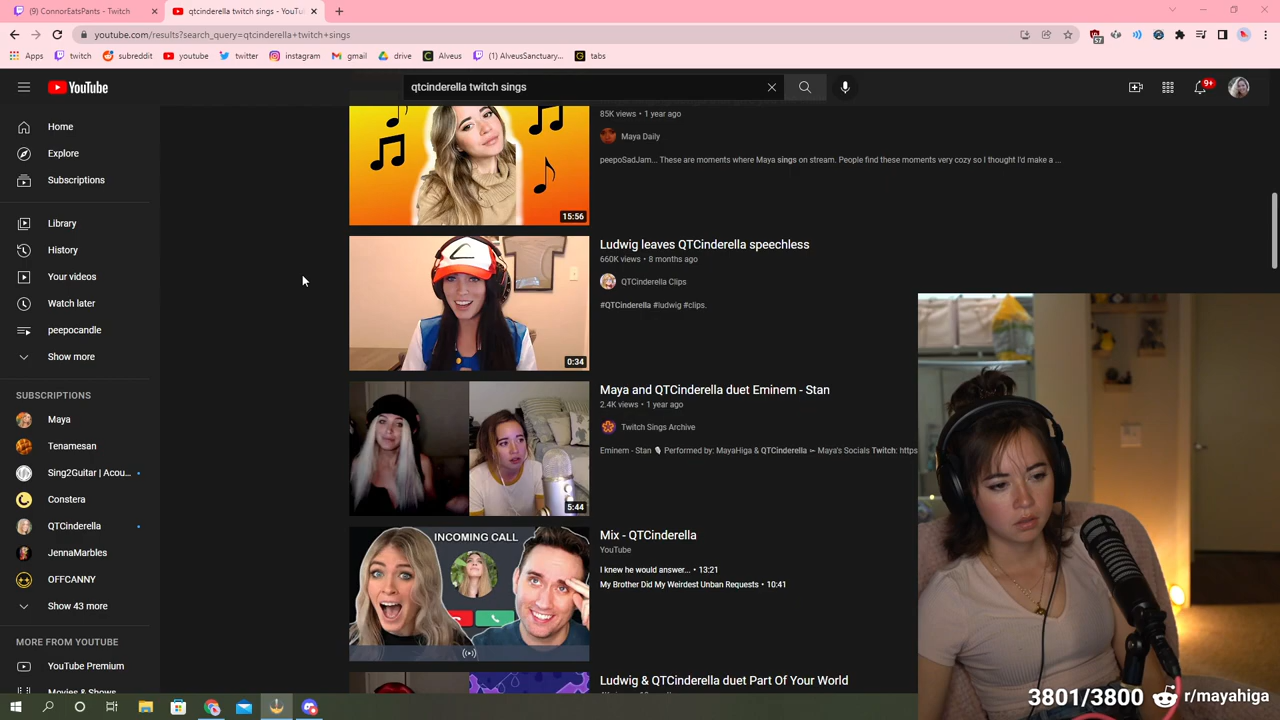 (9) ConnorEatsPants - Twitch
qtcinderella twitch sings - YouTu
youtube.com/results?search_query=qtcinderella+twitch+sings
57
Apps
twitch
subreddit
youtube
twitter
instagram
gmail
drive
Alveus
(1) AlveusSanctuary...
tabs
YouTube
qtcinderella twitch sings
9+
Home
Explore
Subscriptions
Library
History
Your videos
Watch later
peepocandle
Show more
SUBSCRIPTIONS
Maya
Tenamesan
Sing2Guitar | Acou...
Constera
QTCinderella
JennaMarbles
OFFCANNY
Show 43 more
MORE FROM YOUTUBE
YouTube Premium
Movies & Shows
15:56
85K views • 1 year ago
Maya Daily
peepoSadJam... These are moments where Maya sings on stream. People find these moments very cozy so I thought I'd make a ...
0:34
Ludwig leaves QTCinderella speechless
660K views • 8 months ago
QTCinderella Clips
#QTCinderella #ludwig #clips.
5:44
Maya and QTCinderella duet Eminem - Stan
2.4K views • 1 year ago
Twitch Sings Archive
Eminem - Stan 🎙 Performed by: MayaHiga & QTCinderella ➳ Maya's Socials Twitch: https
INCOMING CALL
Mix - QTCinderella
YouTube
I knew he would answer... • 13:21
My Brother Did My Weirdest Unban Requests • 10:41
Ludwig & QTCinderella duet Part Of Your World
3801/3800
r/mayahiga